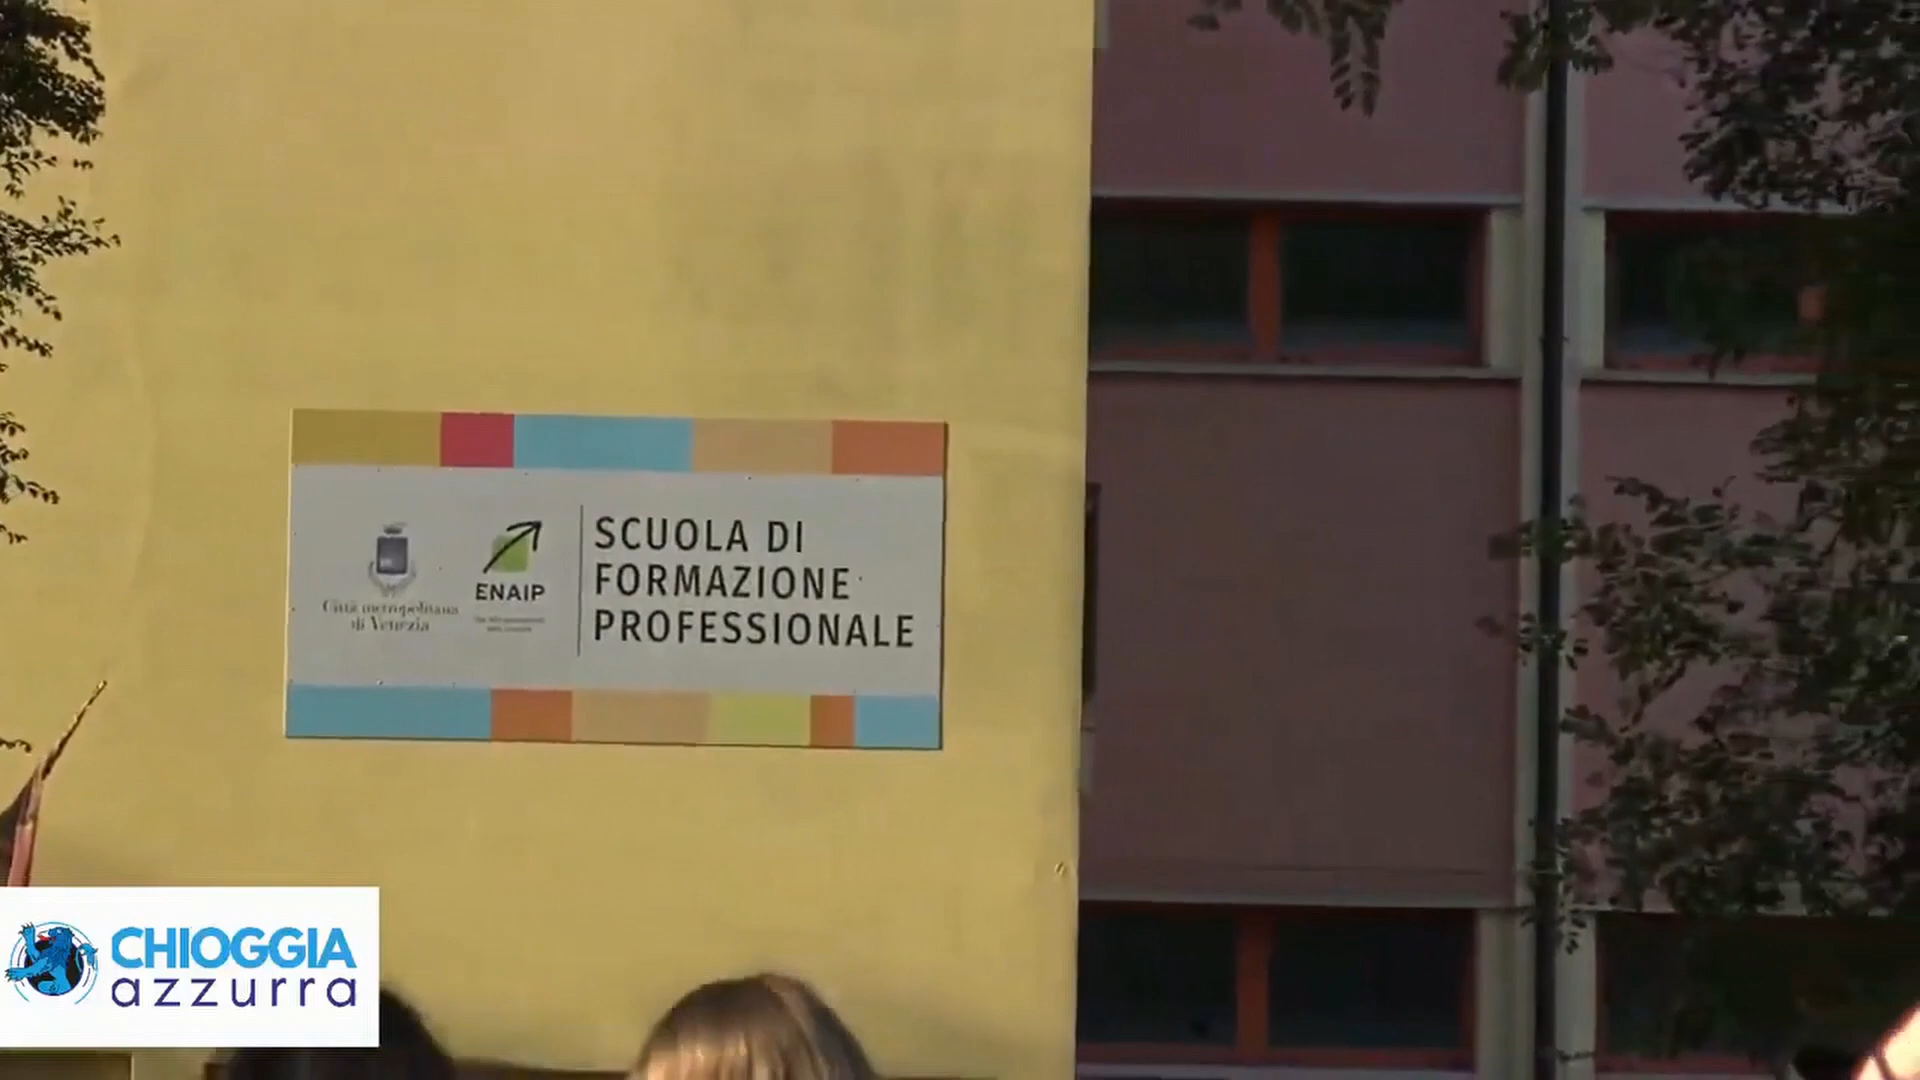 Città metropolitana
di Venezia
ENAIP
SCUOLA DI
FORMAZIONE
PROFESSIONALE
CHIOGGIA
azzurra